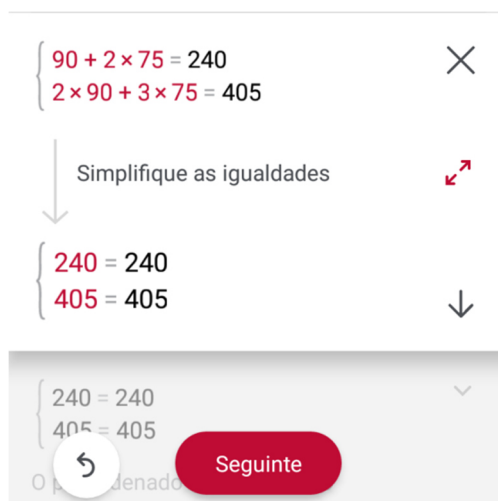 90 + 2 × 75 = 240
2 × 90 + 3 × 75 = 405
Simplifique as igualdades
240 = 240
405 = 405
240 = 240
405 = 405
O
Seguinte